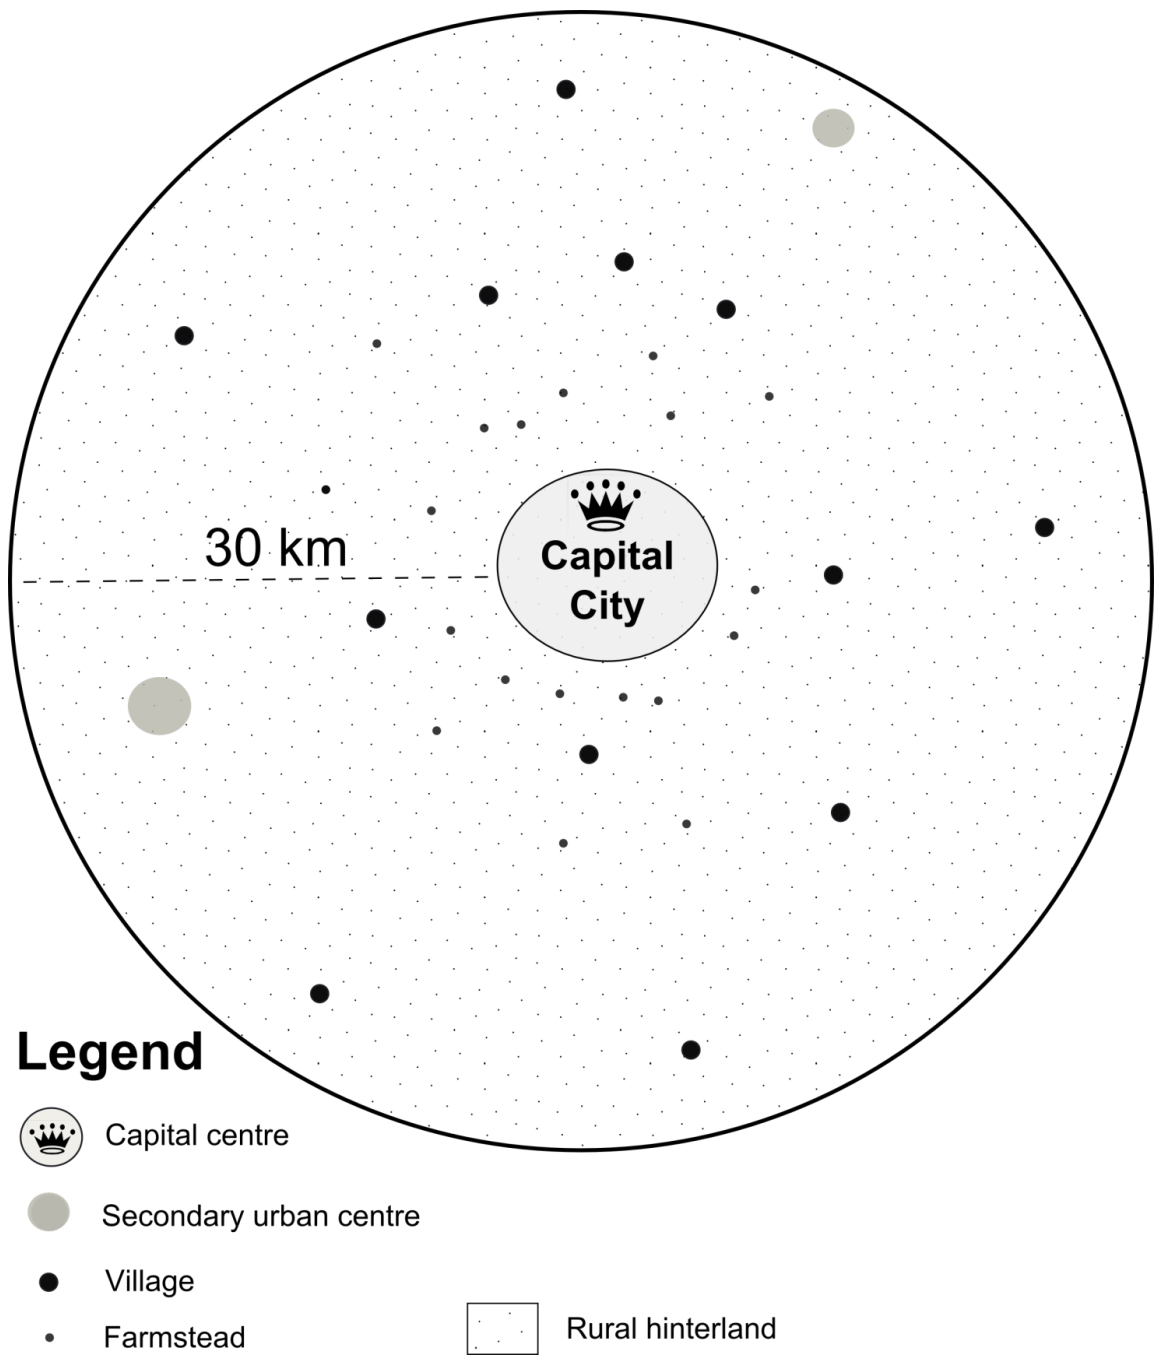 30 km
Capital
City
Legend
Capital centre
Secondary urban centre
Village
Farmstead
Rural hinterland